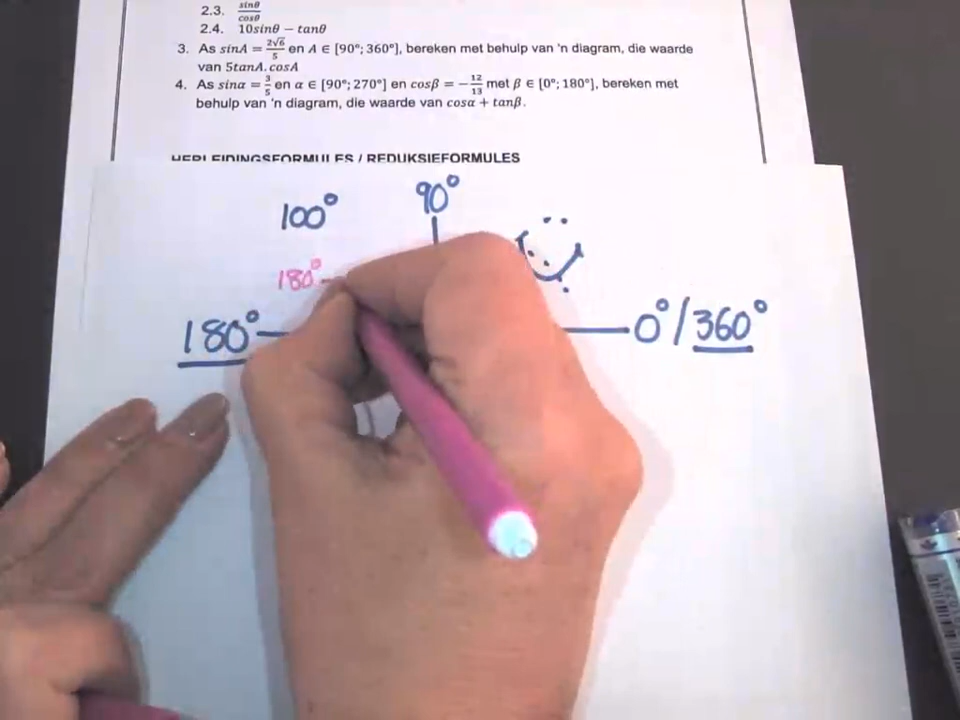 2.3. sinθ/cosθ
2.4. 10sinθ − tanθ
3. As sinA = 2√6/5 en A ∈ [90°; 360°], bereken met behulp van 'n diagram, die waarde
van 5tanA.cosA
4. As sinα = 3/5 en α ∈ [90°; 270°] en cosβ = −12/13 met β ∈ [0°; 180°], bereken met
behulp van 'n diagram, die waarde van cosα + tanβ.
HERLEIDINGSFORMULES / REDUKSIEFORMULES
90°
100°
180° -
180°
0°/360°